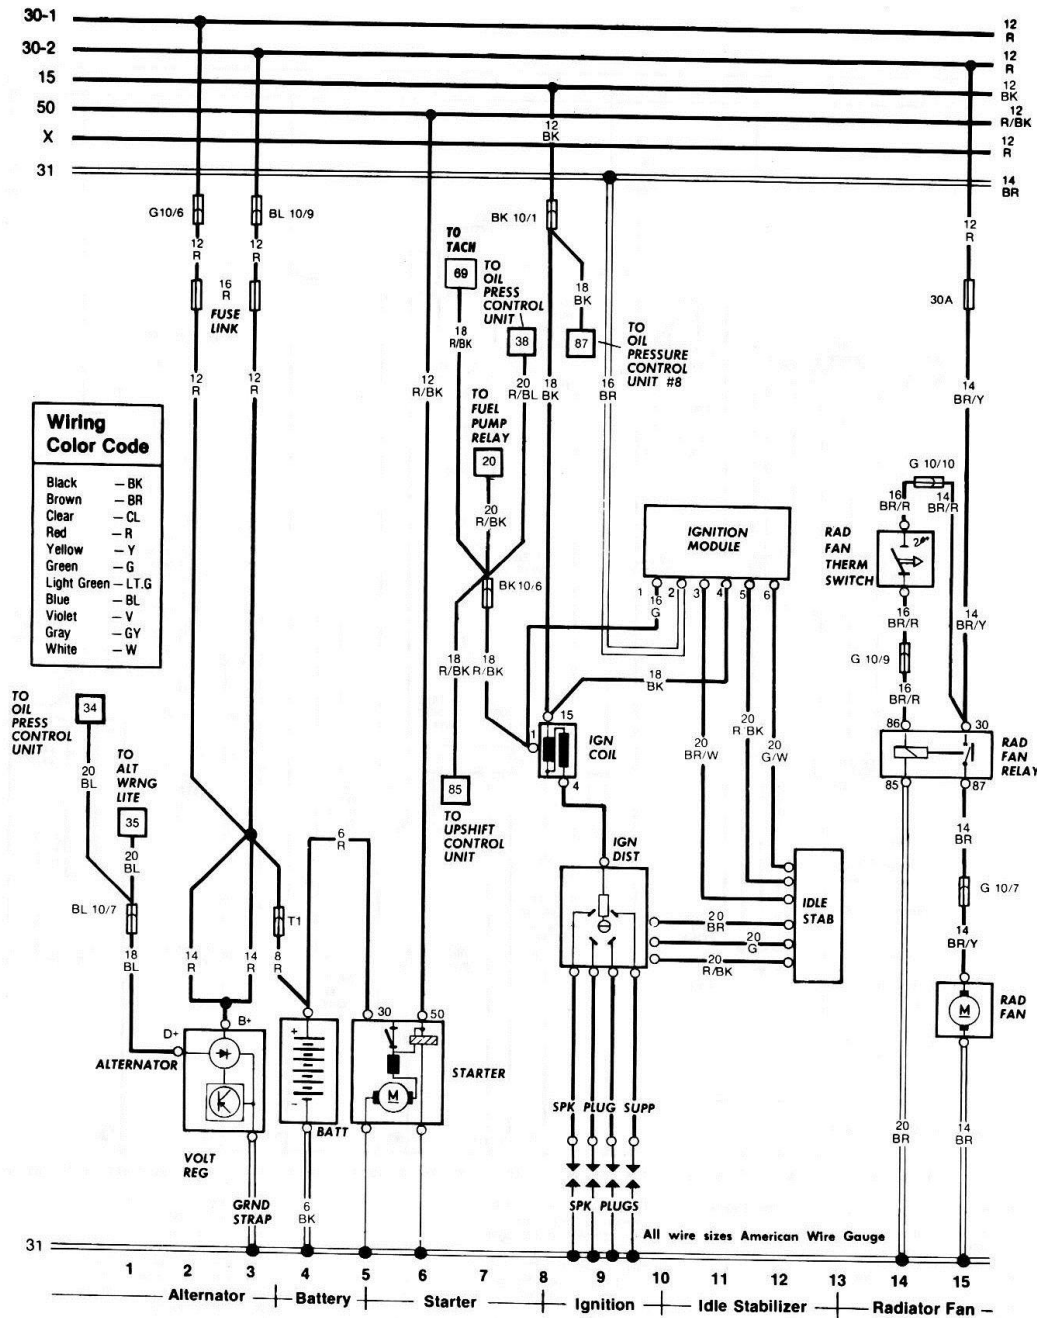 30-1
12
R
30-2
12
R
15
12
BK
50
12
R/BK
X
12
R
31
14
BR
12
BK
G10/6
BL 10/9
BK 10/1
12
R
12
R
12
R
16
R
FUSE
LINK
TO
TACH
69
TO
OIL
PRESS
CONTROL
UNIT
38
18
BK
87
TO
OIL
PRESSURE
CONTROL
UNIT #8
30A
18
R/BK
12
R
12
R
12
R/BK
20
R/BL
18
BK
16
BR
14
BR/Y
TO
FUEL
PUMP
RELAY
20
20
R/BK
Wiring
Color Code
Black – BK
Brown – BR
Clear – CL
Red – R
Yellow – Y
Green – G
Light Green – LT.G
Blue – BL
Violet – V
Gray – GY
White – W
G 10/10
16
BR/R
14
BR/R
IGNITION
MODULE
RAD
FAN
THERM
SWITCH
1
2
3
4
5
6
16
G
BK 10/6
16
BR/R
14
BR/Y
G 10/9
16
BR/R
18
R/BK
18
R/BK
18
BK
TO
OIL
PRESS
CONTROL
UNIT
34
15
1
IGN
COIL
4
20
BR/W
20
R BK
20
G/W
86
30
RAD
FAN
RELAY
85
87
20
BL
TO
ALT
WRNG
LITE
35
20
BL
85
TO
UPSHIFT
CONTROL
UNIT
6
R
IGN
DIST
14
BR
BL 10/7
T1
IDLE
STAB
G 10/7
20
BR
20
G
20
R/BK
18
BL
14
R
14
R
8
R
14
BR/Y
D+
B+
30
50
ALTERNATOR
+
-
M
STARTER
M
RAD
FAN
VOLT
REG
BATT
SPK PLUG SUPP
20
BR
14
BR
GRND
STRAP
6
BK
SPK PLUGS
All wire sizes American Wire Gauge
31
1 2 3 4 5 6 7 8 9 10 11 12 13 14 15
Alternator Battery Starter Ignition Idle Stabilizer Radiator Fan